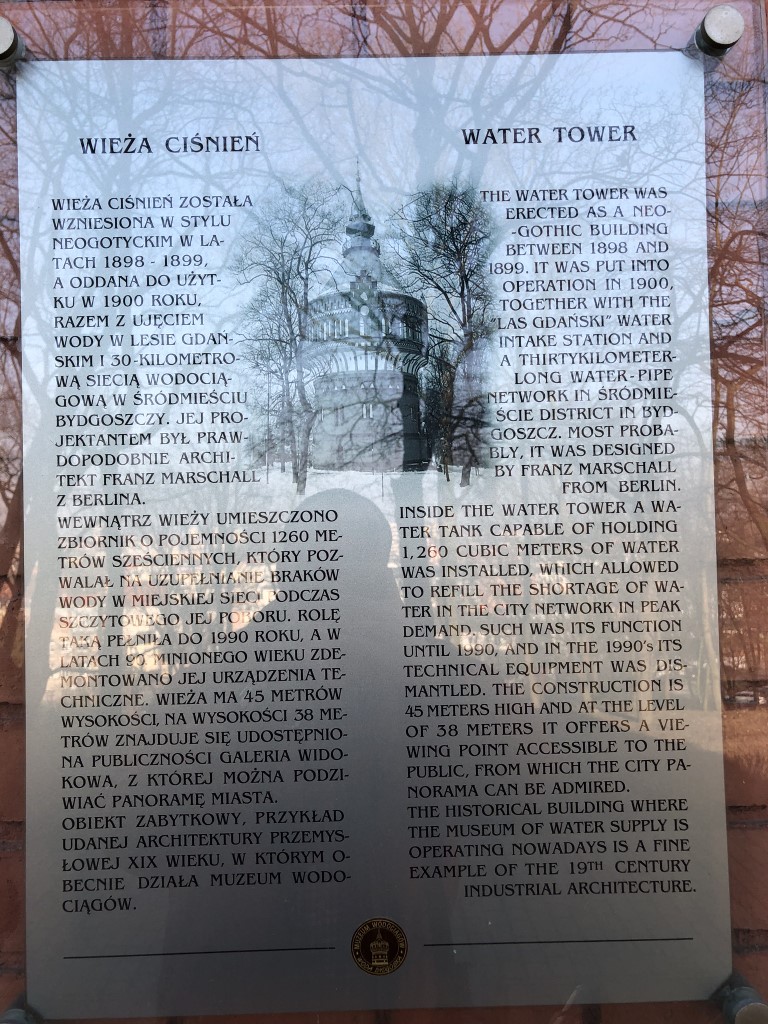 WIEŻA CIŚNIEŃ
WIEŻA CIŚNIEŃ ZOSTAŁA
WZNIESIONA W STYLU
NEOGOTYCKIM W LA-
TACH 1898 - 1899,
A ODDANA DO UŻYT-
KU W 1900 ROKU,
RAZEM Z UJĘCIEM
WODY W LESIE GDAŃ-
SKIM I 30-KILOMETRO-
WĄ SIECIĄ WODOCIĄ-
GOWĄ W ŚRÓDMIEŚCIU
BYDGOSZCZY. JEJ PRO-
JEKTANTEM BYŁ PRAW-
DOPODOBNIE ARCHI-
TEKT FRANZ MARSCHALL
Z BERLINA.
WEWNĄTRZ WIEŻY UMIESZCZONO
ZBIORNIK O POJEMNOŚCI 1260 ME-
TRÓW SZEŚCIENNYCH, KTÓRY POZ-
WALAŁ NA UZUPEŁNIANIE BRAKÓW
WODY W MIEJSKIEJ SIECI PODCZAS
SZCZYTOWEGO JEJ POBORU. ROLĘ
TAKĄ PEŁNIŁA DO 1990 ROKU, A W
LATACH 90 MINIONEGO WIEKU ZDE-
MONTOWANO JEJ URZĄDZENIA TE-
CHNICZNE. WIEŻA MA 45 METRÓW
WYSOKOŚCI, NA WYSOKOŚCI 38 ME-
TRÓW ZNAJDUJE SIĘ UDOSTĘPNIO-
NA PUBLICZNOŚCI GALERIA WIDO-
KOWA, Z KTÓREJ MOŻNA PODZI-
WIAĆ PANORAMĘ MIASTA.
OBIEKT ZABYTKOWY, PRZYKŁAD
UDANEJ ARCHITEKTURY PRZEMYS-
ŁOWEJ XIX WIEKU, W KTÓRYM O-
BECNIE DZIAŁA MUZEUM WODO-
CIĄGÓW.
WATER TOWER
THE WATER TOWER WAS
ERECTED AS A NEO-
-GOTHIC BUILDING
BETWEEN 1898 AND
1899. IT WAS PUT INTO
OPERATION IN 1900,
TOGETHER WITH THE
"LAS GDAŃSKI" WATER
INTAKE STATION AND
A THIRTYKILOMETER-
LONG WATER-PIPE
NETWORK IN ŚRÓDMIE-
ŚCIE DISTRICT IN BYD-
GOSZCZ. MOST PROBA-
BLY, IT WAS DESIGNED
BY FRANZ MARSCHALL
FROM BERLIN.
INSIDE THE WATER TOWER A WA-
TER TANK CAPABLE OF HOLDING
1,260 CUBIC METERS OF WATER
WAS INSTALLED, WHICH ALLOWED
TO REFILL THE SHORTAGE OF WA-
TER IN THE CITY NETWORK IN PEAK
DEMAND. SUCH WAS ITS FUNCTION
UNTIL 1990, AND IN THE 1990's ITS
TECHNICAL EQUIPMENT WAS DIS-
MANTLED. THE CONSTRUCTION IS
45 METERS HIGH AND AT THE LEVEL
OF 38 METERS IT OFFERS A VIE-
WING POINT ACCESSIBLE TO THE
PUBLIC, FROM WHICH THE CITY PA-
NORAMA CAN BE ADMIRED.
THE HISTORICAL BUILDING WHERE
THE MUSEUM OF WATER SUPPLY IS
OPERATING NOWADAYS IS A FINE
EXAMPLE OF THE 19TH CENTURY
INDUSTRIAL ARCHITECTURE.
MUZEUM WODOCIĄGÓW